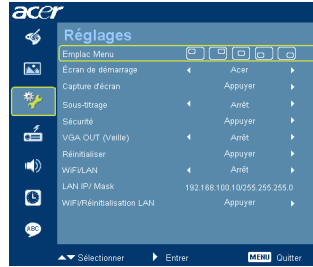 acer
Réglages
Emplac Menu
Écran de démarrage Acer
Capture d'écran Appuyer
Sous-titrage Arrêt
Sécurité Appuyer
VGA OUT (Veille) Arrêt
Réinitialiser Appuyer
WiFi/LAN Arrêt
LAN IP/ Mask 192.168.100.10/255.255.255.0
WiFi/Réinitialisation LAN Appuyer
ABC
Sélectionner Entrer MENU Quitter